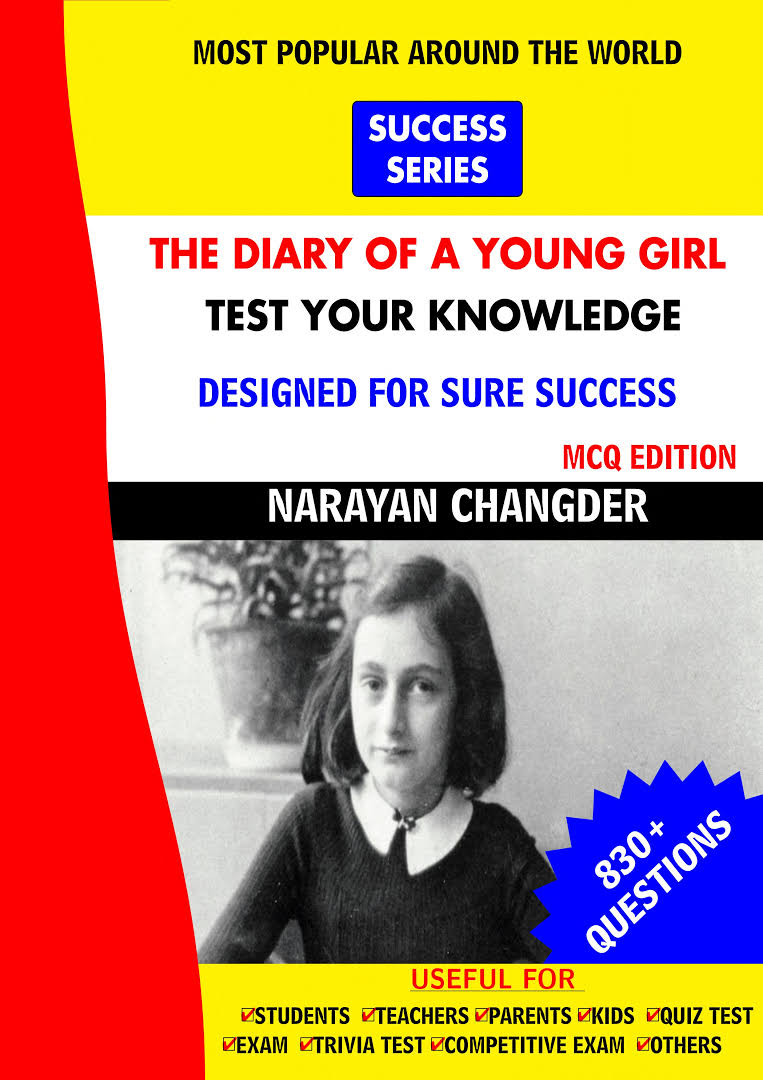 MOST POPULAR AROUND THE WORLD
SUCCESS
SERIES
THE DIARY OF A YOUNG GIRL
TEST YOUR KNOWLEDGE
DESIGNED FOR SURE SUCCESS
MCQ EDITION
NARAYAN CHANGDER
830+
QUESTIONS
USEFUL FOR
☑STUDENTS ☑TEACHERS ☑PARENTS ☑KIDS ☑QUIZ TEST
☑EXAM ☑TRIVIA TEST ☑COMPETITIVE EXAM ☑OTHERS